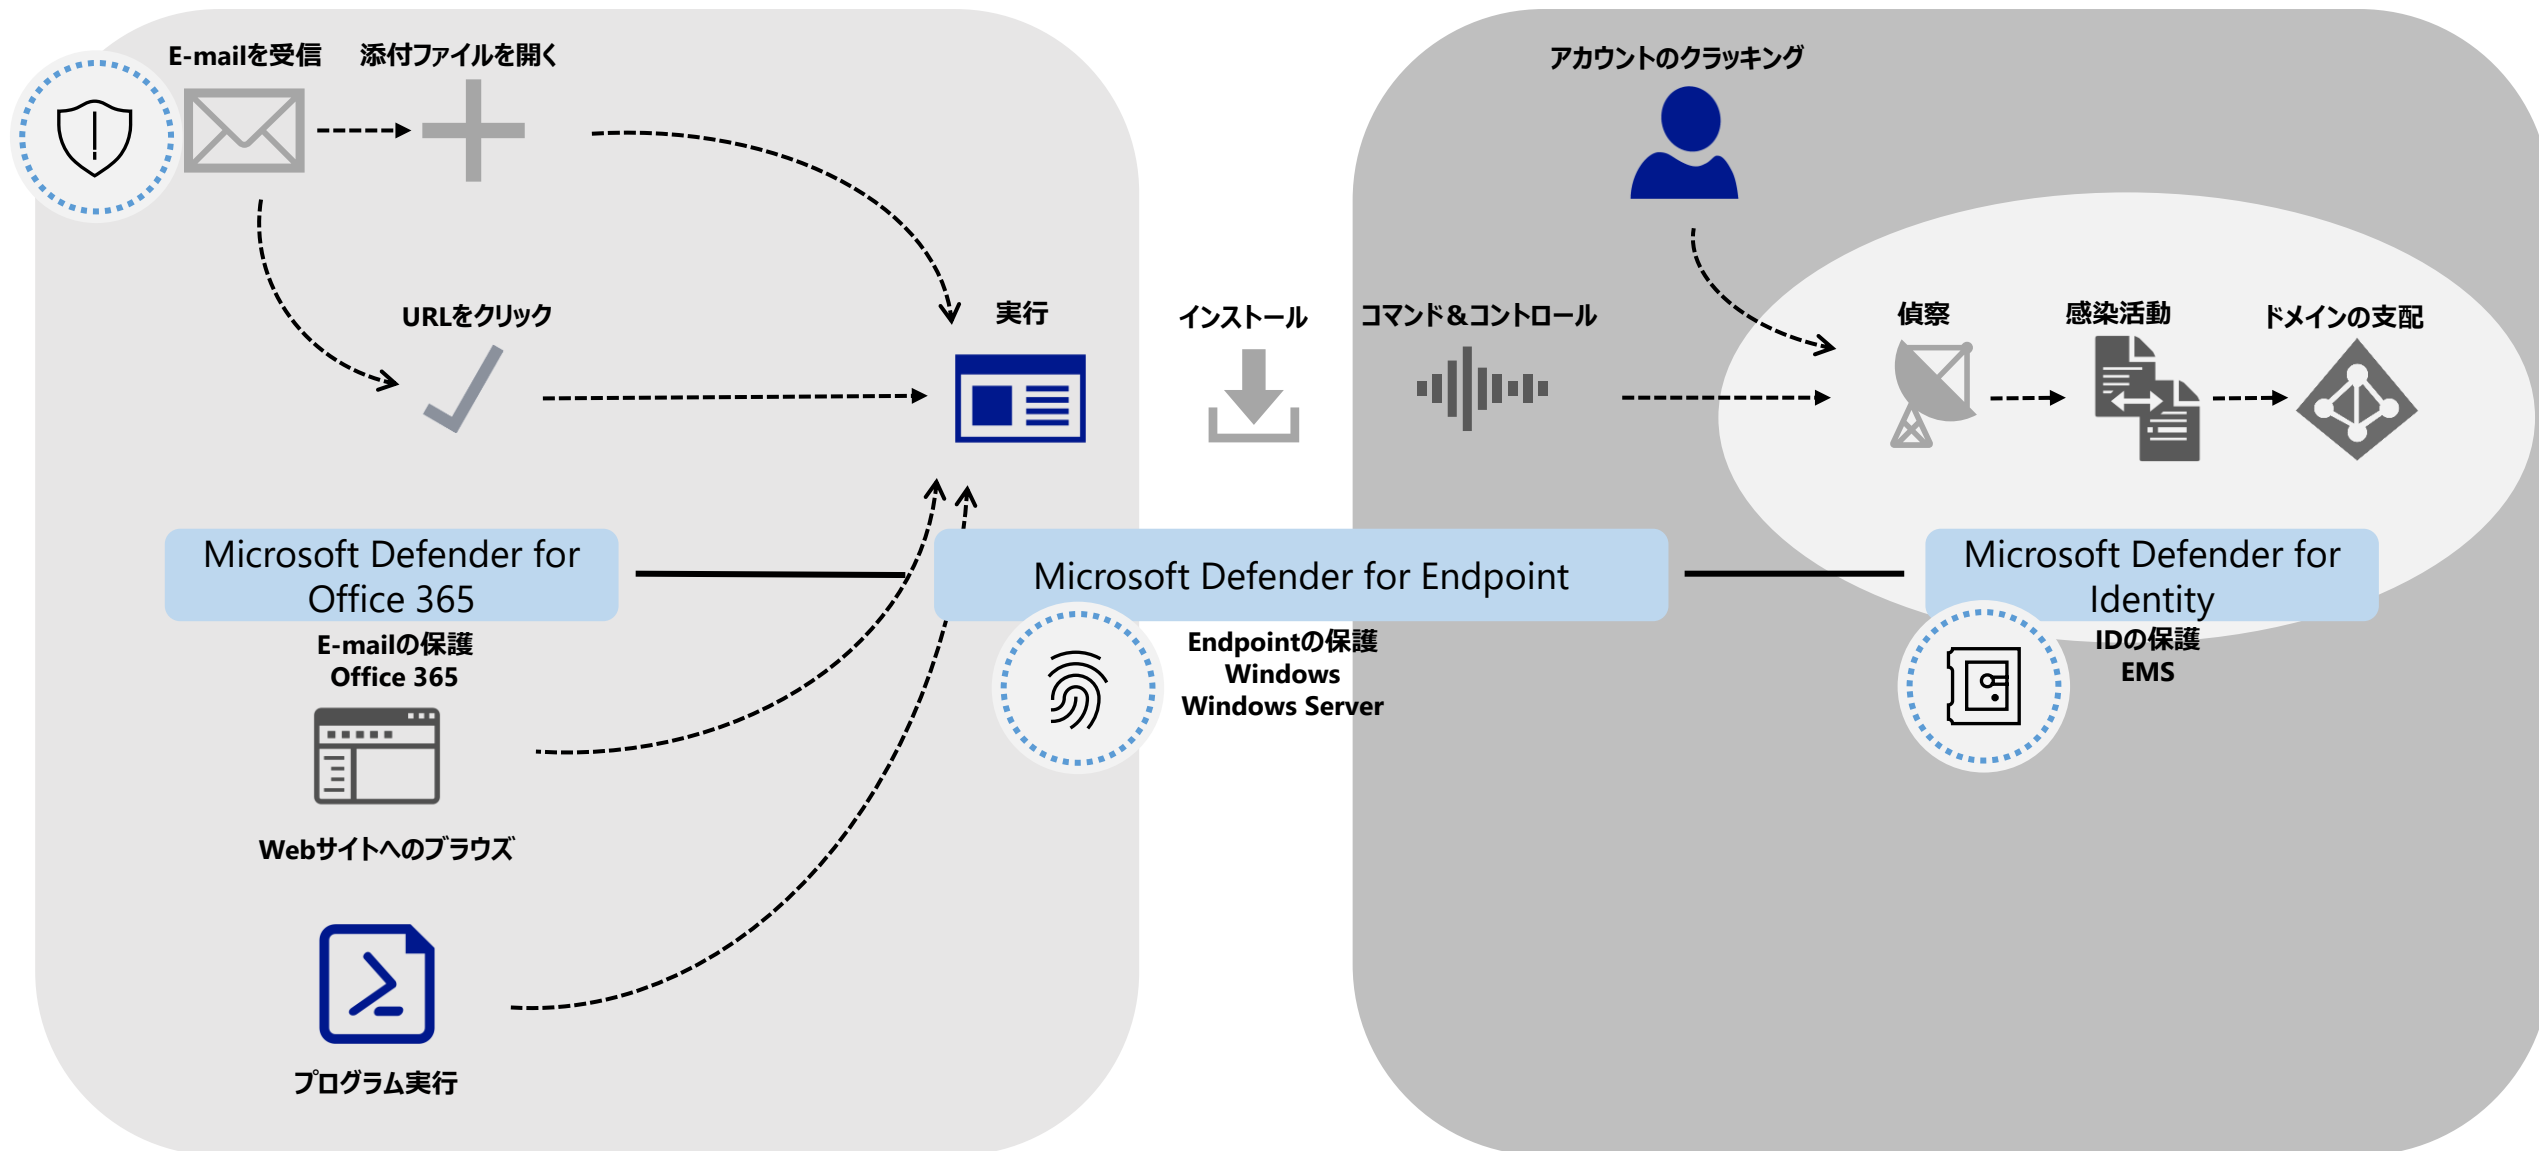 E-mailを受信
添付ファイルを開く
アカウントのクラッキング
URLをクリック
実行
インストール
コマンド&コントロール
偵察
感染活動
ドメインの支配
Microsoft Defender for
Office 365
E-mailの保護
Office 365
Microsoft Defender for Endpoint
Endpointの保護
Windows
Windows Server
Microsoft Defender for
Identity
IDの保護
EMS
Webサイトへのブラウズ
プログラム実行